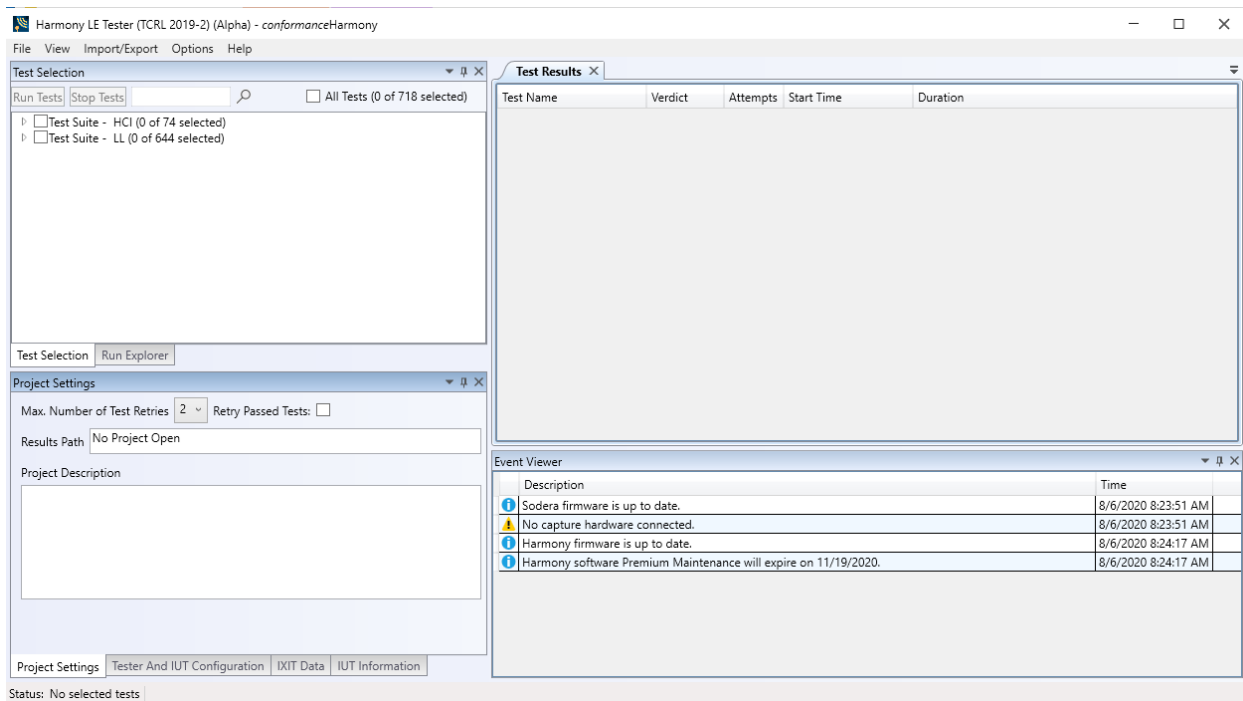 Harmony LE Tester (TCRL 2019-2) (Alpha) - conformanceHarmony
File View Import/Export Options Help
Test Selection
Run Tests Stop Tests All Tests (0 of 718 selected)
Test Suite - HCI (0 of 74 selected)
Test Suite - LL (0 of 644 selected)
Test Selection Run Explorer
Project Settings
Max. Number of Test Retries 2 Retry Passed Tests:
Results Path No Project Open
Project Description
Project Settings Tester And IUT Configuration IXIT Data IUT Information
Test Results
Test Name Verdict Attempts Start Time Duration
Event Viewer
Description Time
Sodera firmware is up to date. 8/6/2020 8:23:51 AM
No capture hardware connected. 8/6/2020 8:23:51 AM
Harmony firmware is up to date. 8/6/2020 8:24:17 AM
Harmony software Premium Maintenance will expire on 11/19/2020. 8/6/2020 8:24:17 AM
Status: No selected tests